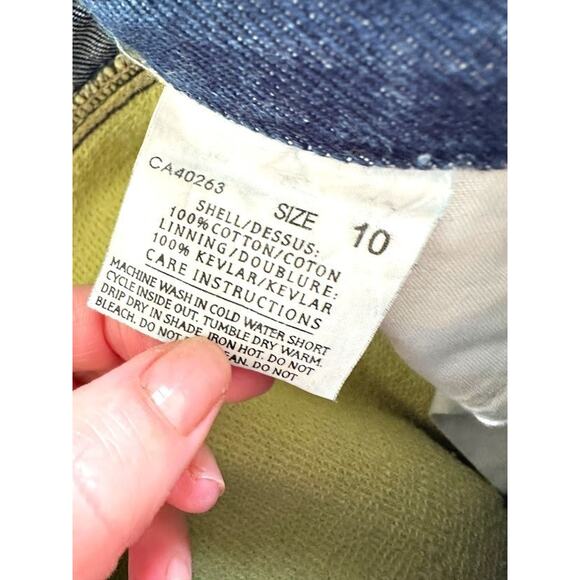 CA40263
SIZE 10
SHELL/DESSUS:
100%COTTON/COTON
LINNING/DOUBLURE:
100% KEVLAR/KEVLAR
CARE INSTRUCTIONS
MACHINE WASH IN COLD WATER SHORT
CYCLE INSIDE OUT. TUMBLE DRY WARM.
DRIP DRY IN SHADE. IRON HOT. DO NOT
BLEACH. DO NOT DO NOT